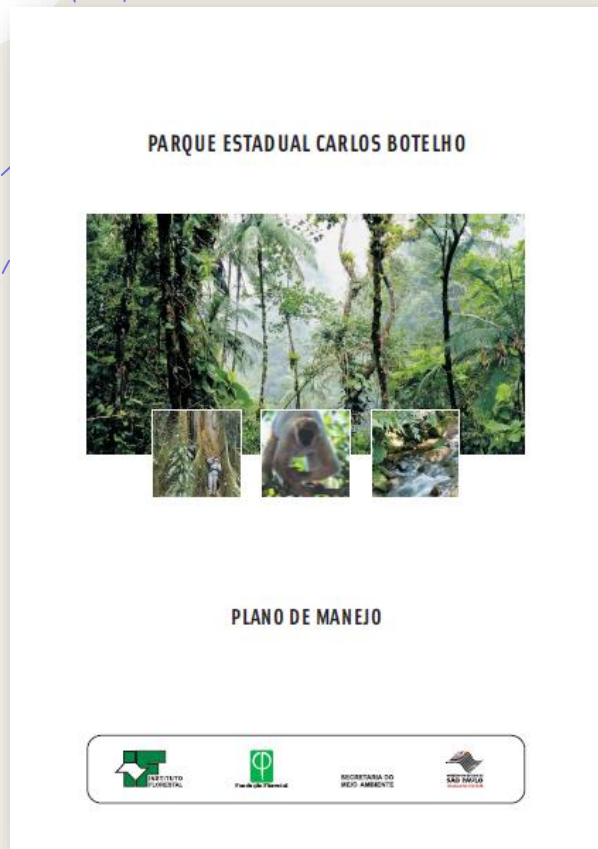 PARQUE ESTADUAL CARLOS BOTELHO
PLANO DE MANEJO
INSTITUTO
FLORESTAL
Fundação Florestal
SECRETARIA DO
MEIO AMBIENTE
SÃO PAULO